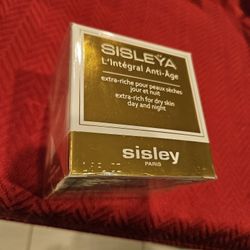 SISLEŸA
L'Intégral Anti-Âge
extra-riche pour peaux sèches
jour et nuit
extra-rich for dry skin
day and night
sisley
PARIS